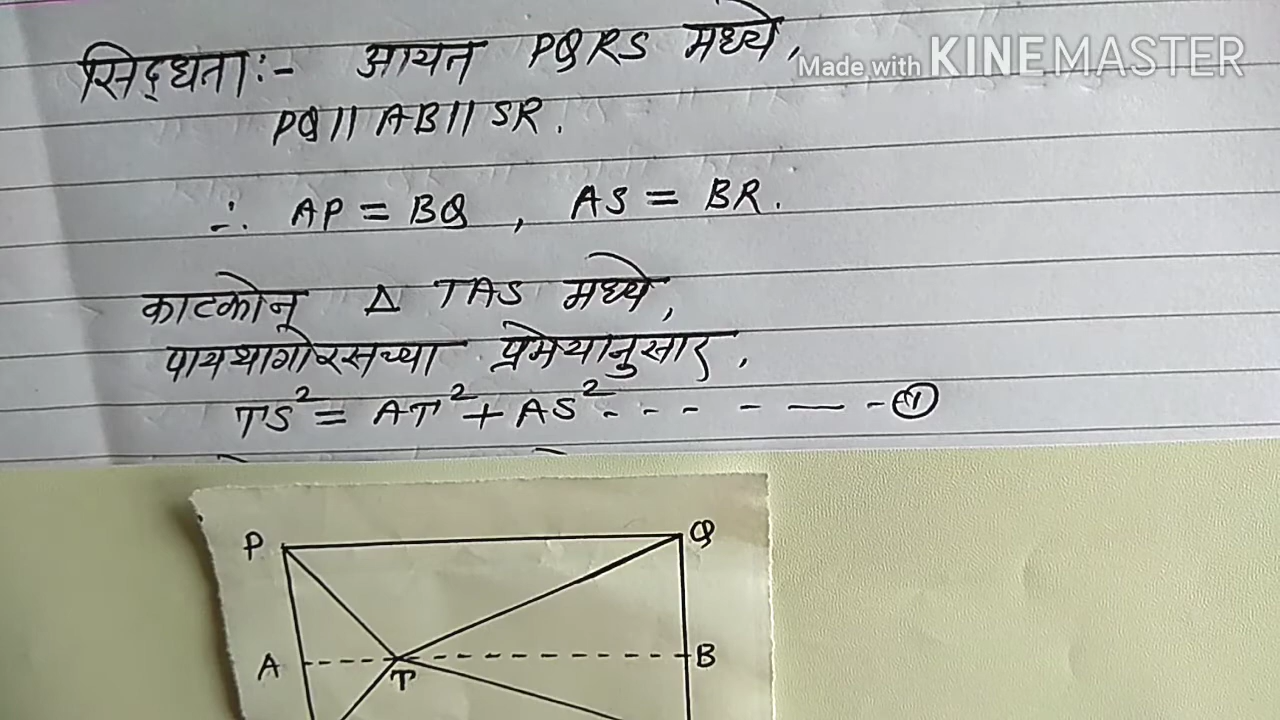 सिद्धता:- आयत PQRS मध्ये,
Made with KINEMASTER
PQ || AB || SR.
∴ AP = BQ , AS = BR.
काटकोन Δ TAS मध्ये,
पायथागोरसच्या प्रमेयानुसार,
TS² = AT² + AS² - - - - — - ①
P Q
A T B